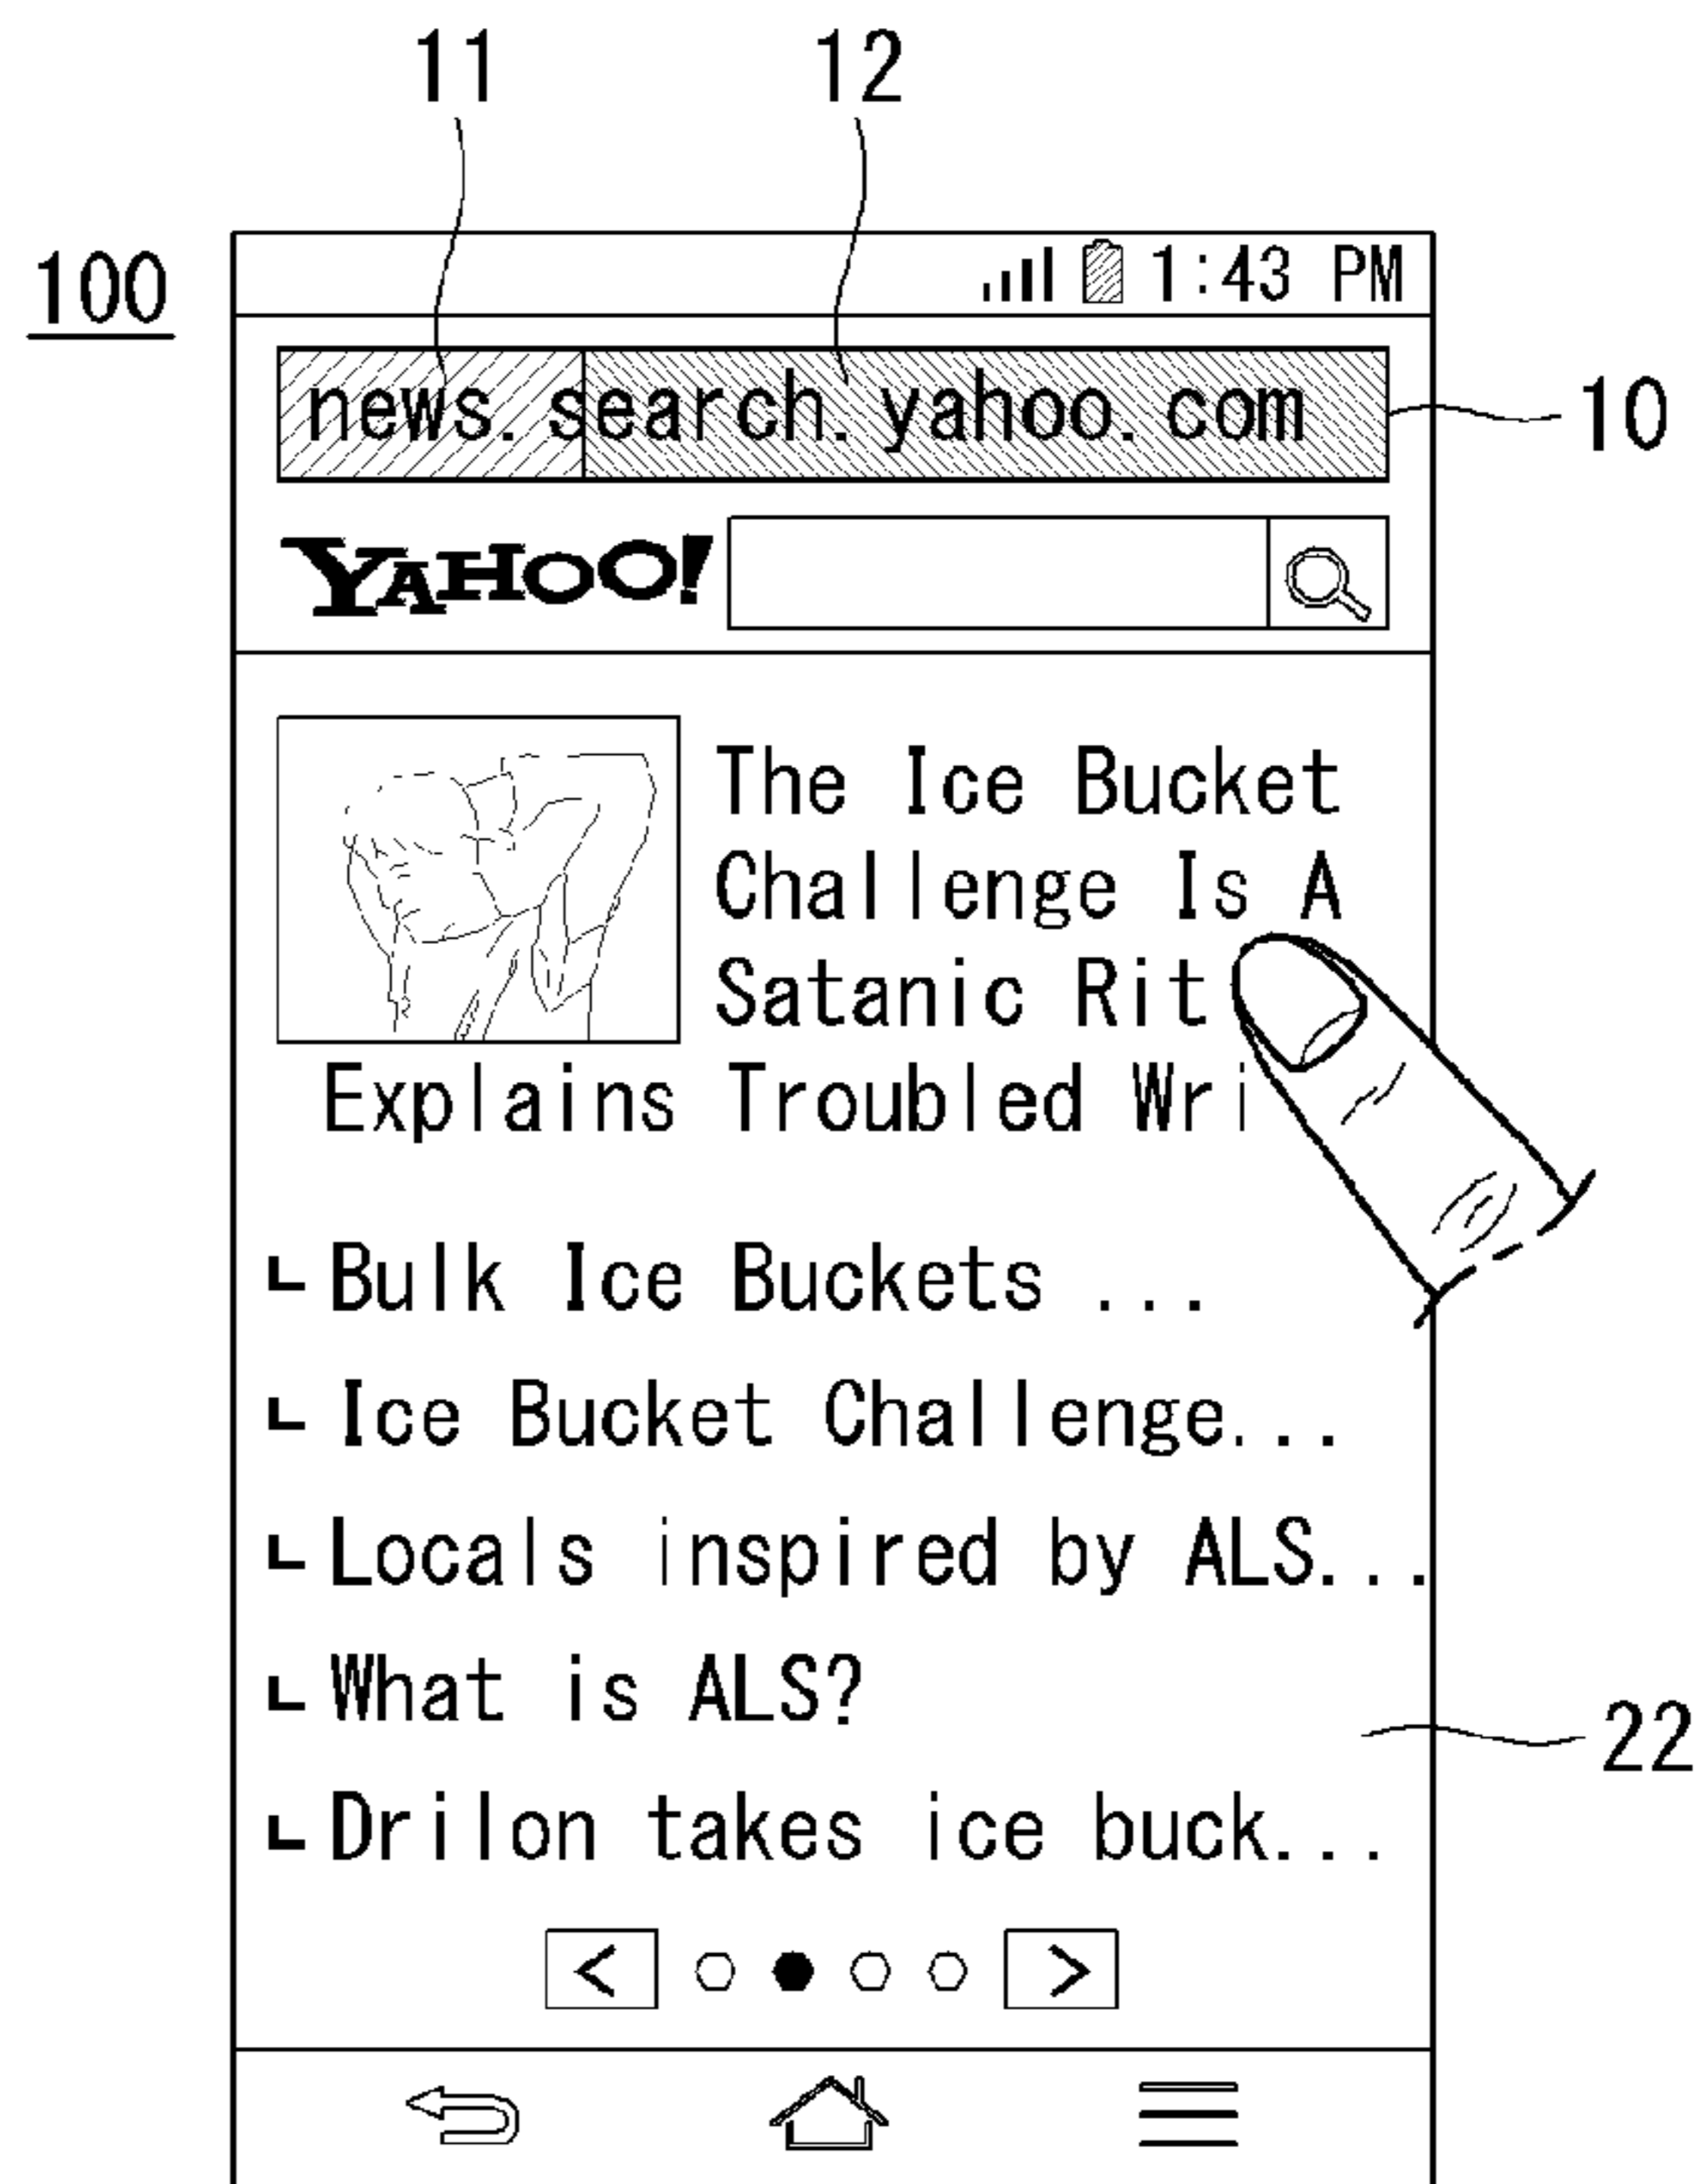 11 12
100
1:43 PM
news.search.yahoo.com
10
YAHOO!
The Ice Bucket
Challenge Is A
Satanic Rit
Explains Troubled Wri
Bulk Ice Buckets ...
Ice Bucket Challenge...
Locals inspired by ALS...
What is ALS?
22
Drilon takes ice buck...